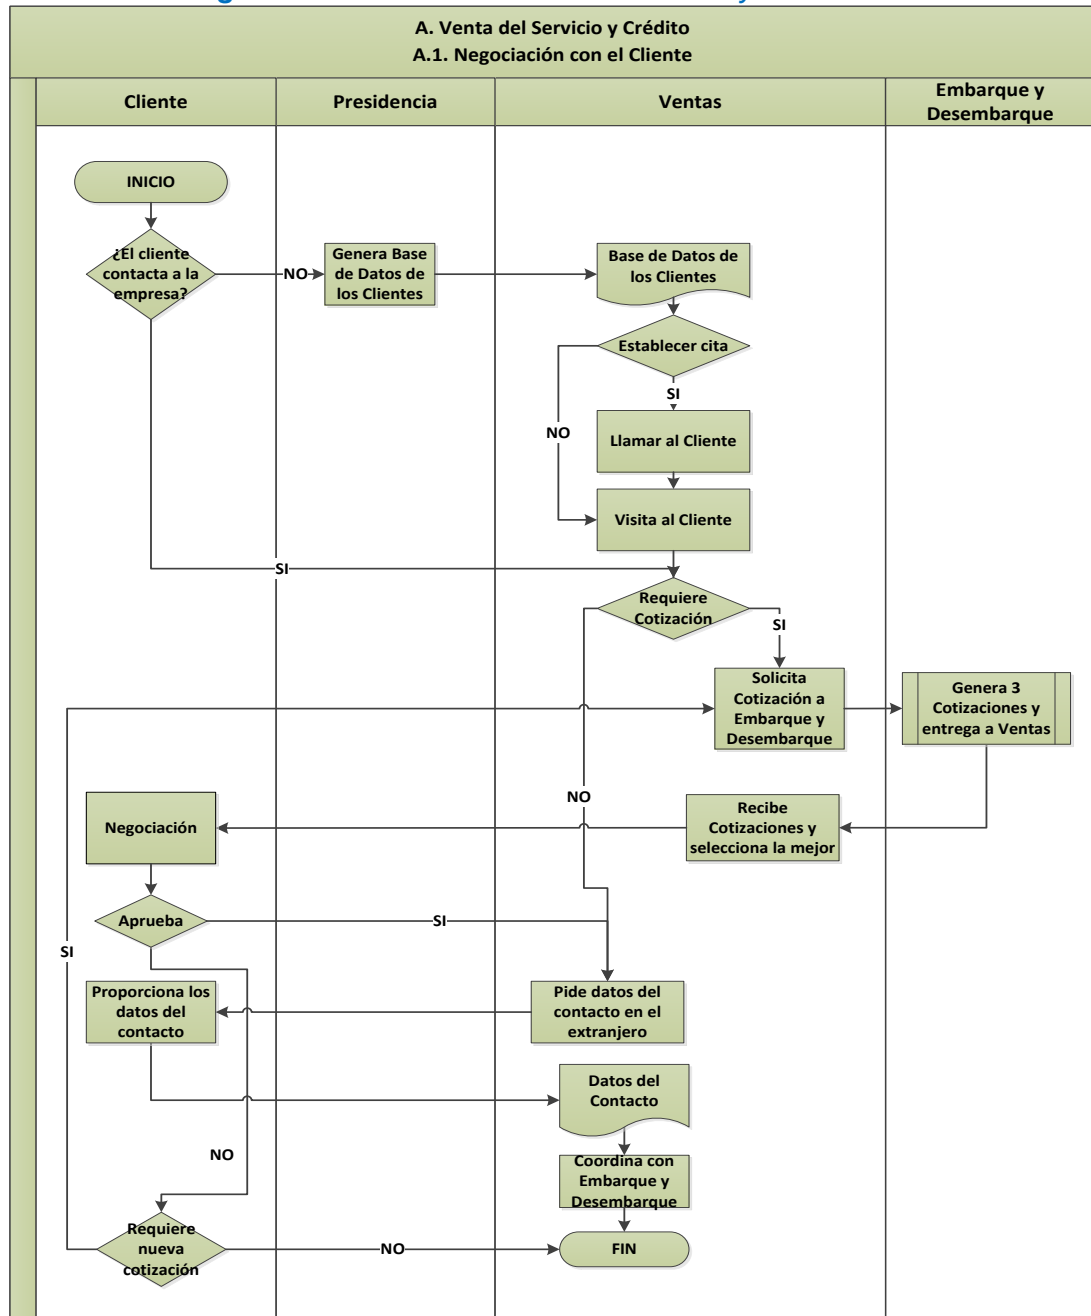 A. Venta del Servicio y Crédito
A.1. Negociación con el Cliente
Cliente
Presidencia
Ventas
Embarque y
Desembarque
INICIO
¿El cliente
contacta a la
empresa?
NO
Genera Base
de Datos de
los Clientes
Base de Datos de
los Clientes
Establecer cita
SI
NO
Llamar al Cliente
Visita al Cliente
SI
Requiere
Cotización
SI
Solicita
Cotización a
Embarque y
Desembarque
Genera 3
Cotizaciones y
entrega a Ventas
NO
Recibe
Cotizaciones y
selecciona la mejor
Negociación
Aprueba
SI
SI
Proporciona los
datos del
contacto
Pide datos del
contacto en el
extranjero
Datos del
Contacto
NO
Coordina con
Embarque y
Desembarque
Requiere
nueva
cotización
NO
FIN